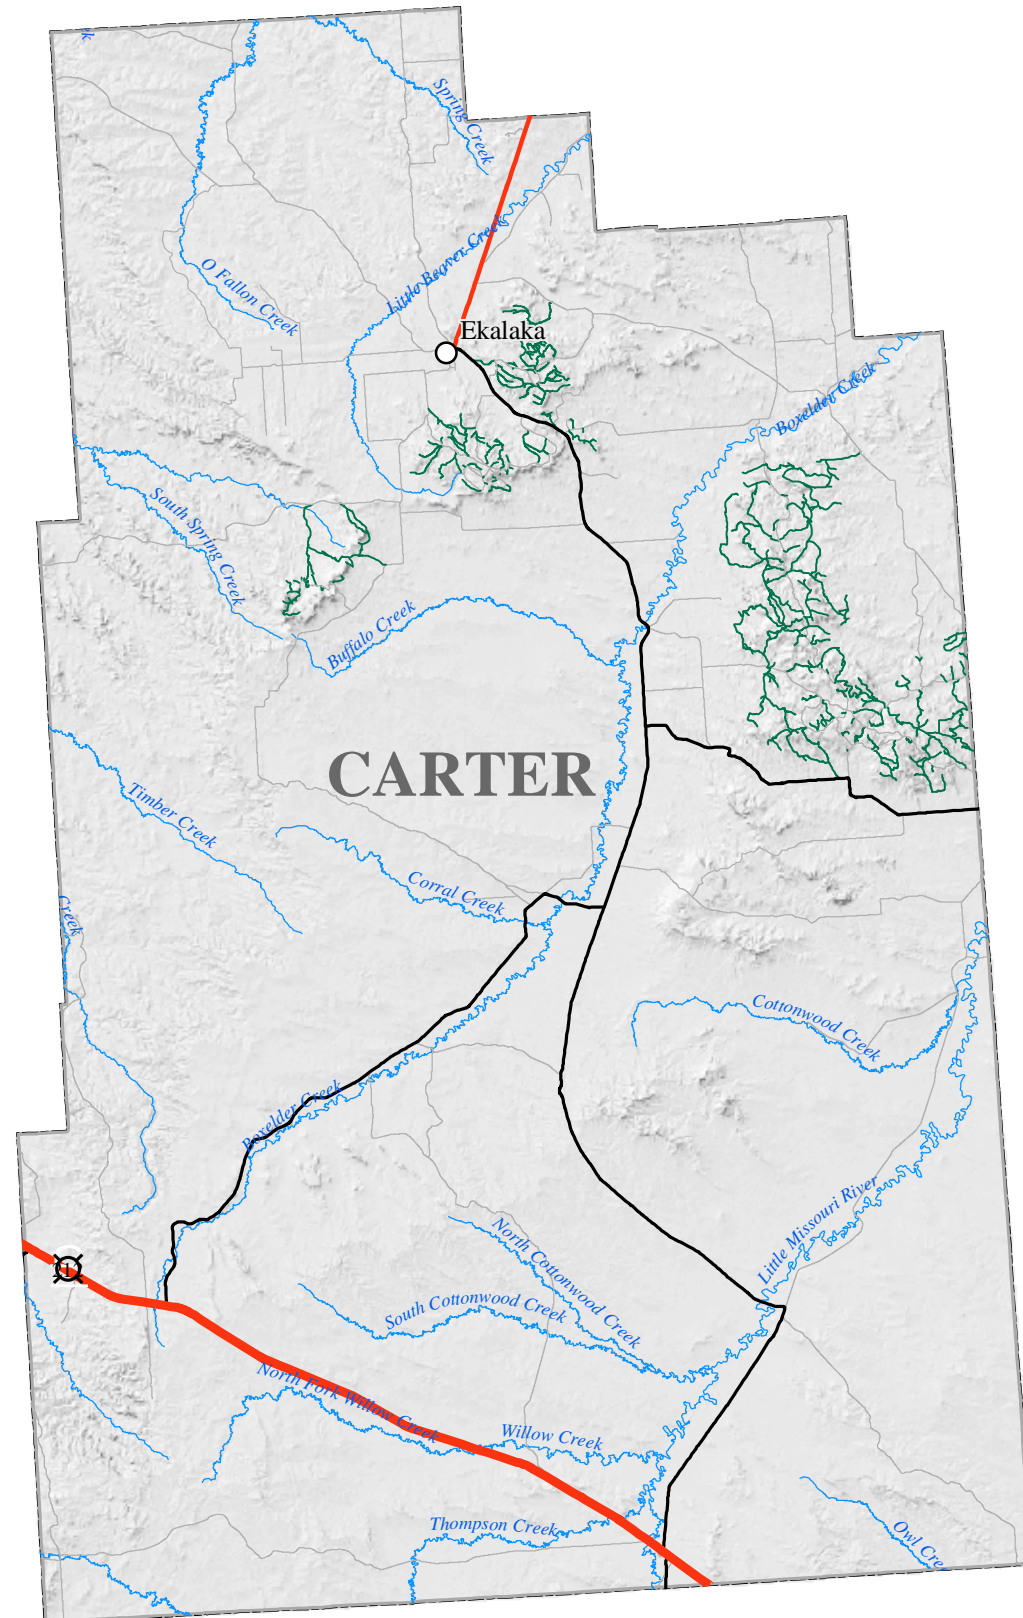 ek
Spring Creek
Little Beaver Creek
O Fallon Creek
Ekalaka
Boxelder Creek
South Spring Creek
Buffalo Creek
CARTER
Timber Creek
Corral Creek
Creek
Cottonwood Creek
Boxelder Creek
Little Missouri River
North Cottonwood Creek
1
South Cottonwood Creek
North Fork Willow Creek
Willow Creek
Thompson Creek
Owl Cre